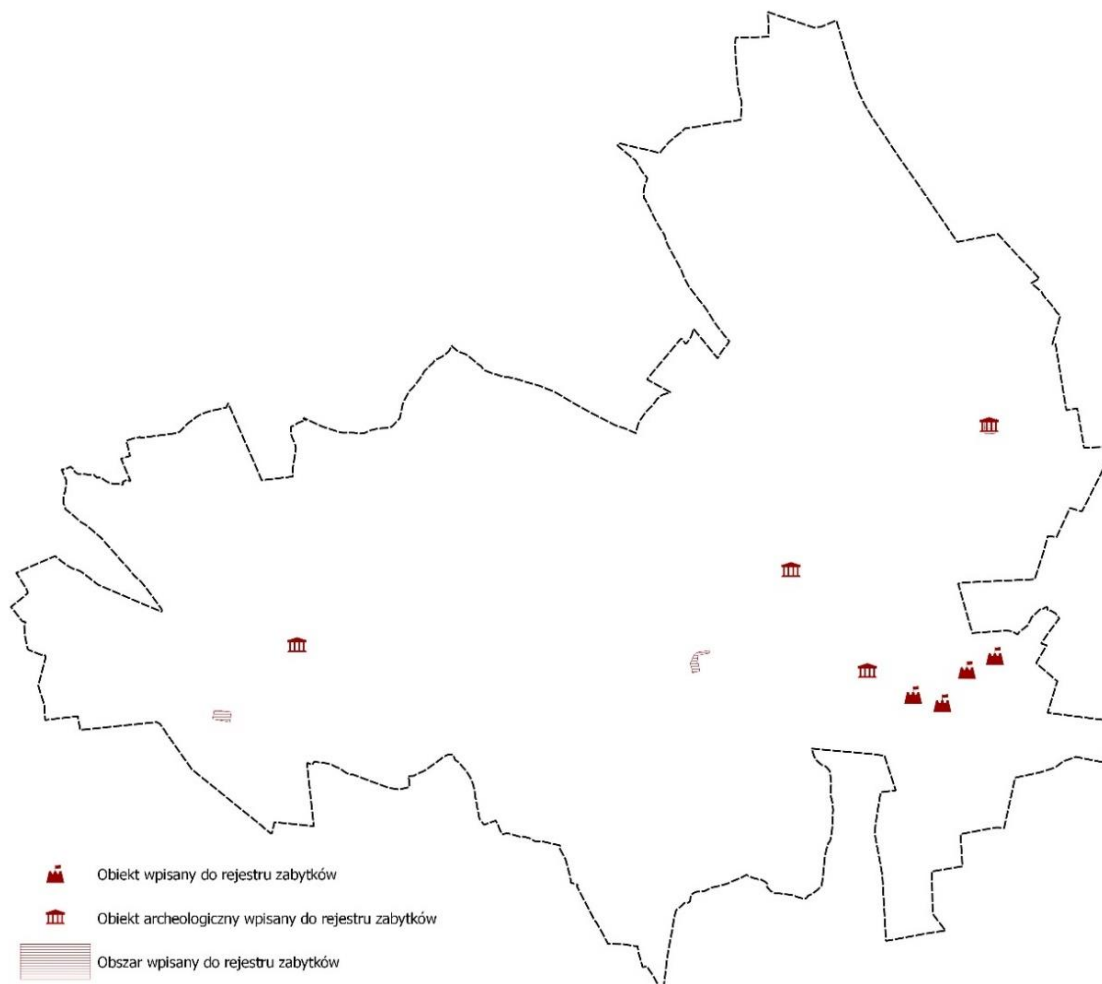 Obiekt wpisany do rejestru zabytków
Obiekt archeologiczny wpisany do rejestru zabytków
Obszar wpisany do rejestru zabytków